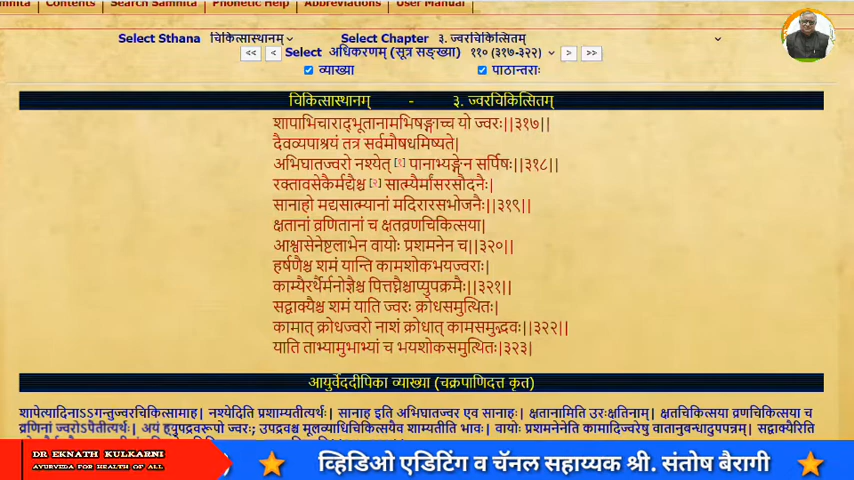 Samhita • Contents • Search Samhita • Phonetic Help • Abbreviations • User Manual
Select Sthana चिकित्सास्थानम् Select Chapter ३. ज्वरचिकित्सितम्
<< < Select अधिकरणम् (सूत्र सङ्ख्या) ११० (३१७-३२२) > >>
व्याख्या पाठान्तराः
चिकित्सास्थानम् - ३. ज्वरचिकित्सितम्
शापाभिचाराद्भूतानामभिषङ्गाच्च यो ज्वरः||३१७||
दैवव्यपाश्रयं तत्र सर्वमौषधमिष्यते|
अभिघातज्वरो नश्येत् [१] पानाभ्यङ्गेन सर्पिषः||३१८||
रक्तावसेकैर्मद्यैश्च [२] सात्म्यैर्मांसरसौदनैः|
सानाहो मद्यसात्म्यानां मदिरारसभोजनैः||३१९||
क्षतानां व्रणितानां च क्षतव्रणचिकित्सया|
आश्वासेनेष्टलाभेन वायोः प्रशमनेन च||३२०||
हर्षणैश्च शमं यान्ति कामशोकभयज्वराः|
काम्यैरर्थैर्मनोज्ञैश्च पित्तघ्नैश्चाप्युपक्रमैः||३२१||
सद्वाक्यैश्च शमं याति ज्वरः क्रोधसमुत्थितः|
कामात् क्रोधज्वरो नाशं क्रोधात् कामसमुद्भवः||३२२||
याति ताभ्यामुभाभ्यां च भयशोकसमुत्थितः|३२३|
आयुर्वेददीपिका व्याख्या (चक्रपाणिदत्त कृत)
शापेत्यादिनाऽऽगन्तुज्वरचिकित्सामाह| नश्येदिति प्रशाम्यतीत्यर्थः| सानाह इति अभिघातज्वर एव सानाहः| क्षतानामिति उरःक्षतिनाम्| क्षतचिकित्सया व्रणचिकित्सया च
व्रणिनां ज्वरोऽपैतीत्यर्थः| अयं ह्युपद्रवरूपो ज्वरः; उपद्रवश्च मूलव्याधिचिकित्सयैव शाम्यतीति भावः| वायोः प्रशमनेनेति कामादिज्वरेषु वातानुबन्धादुपपन्नम्| सद्वाक्यैरिति
DR EKNATH KULKARNI
AYURVEDA FOR HEALTH OF ALL
व्हिडिओ एडिटिंग व चॅनल सहाय्यक श्री. संतोष बैरागी